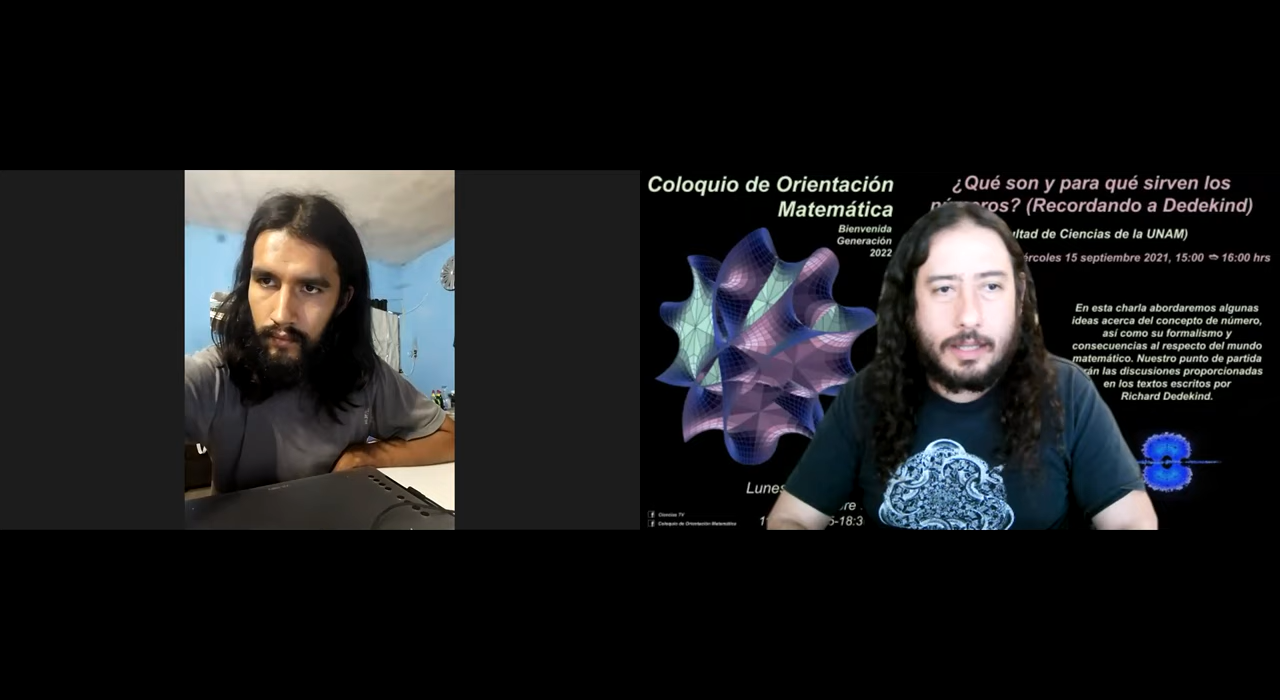 Coloquio de Orientación
Matemática
Bienvenida
Generación
2022
¿Qué son y para qué sirven los
(Recordando a Dedekind)
de Ciencias de la UNAM)
15 septiembre 2021, 15:00 16:00 hrs
En esta charla abordaremos algunas
ideas acerca del concepto de número,
así como su formalismo y
consecuencias al respecto del mundo
matemático. Nuestro punto de partida
las discusiones proporcionadas
en los textos escritos por
Richard Dedekind.
Lunes
Ciencias TV
Coloquio de Orientación Matemática